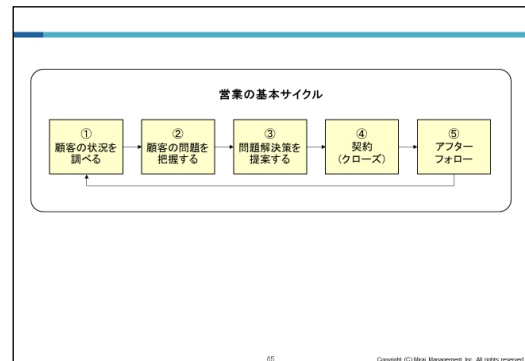 営業の基本サイクル
①
顧客の状況を
調べる
②
顧客の問題を
把握する
③
問題解決策を
提案する
④
契約
(クローズ)
⑤
アフター
フォロー
65
Copyright (C) Mirai Management Inc. All rights reserved.